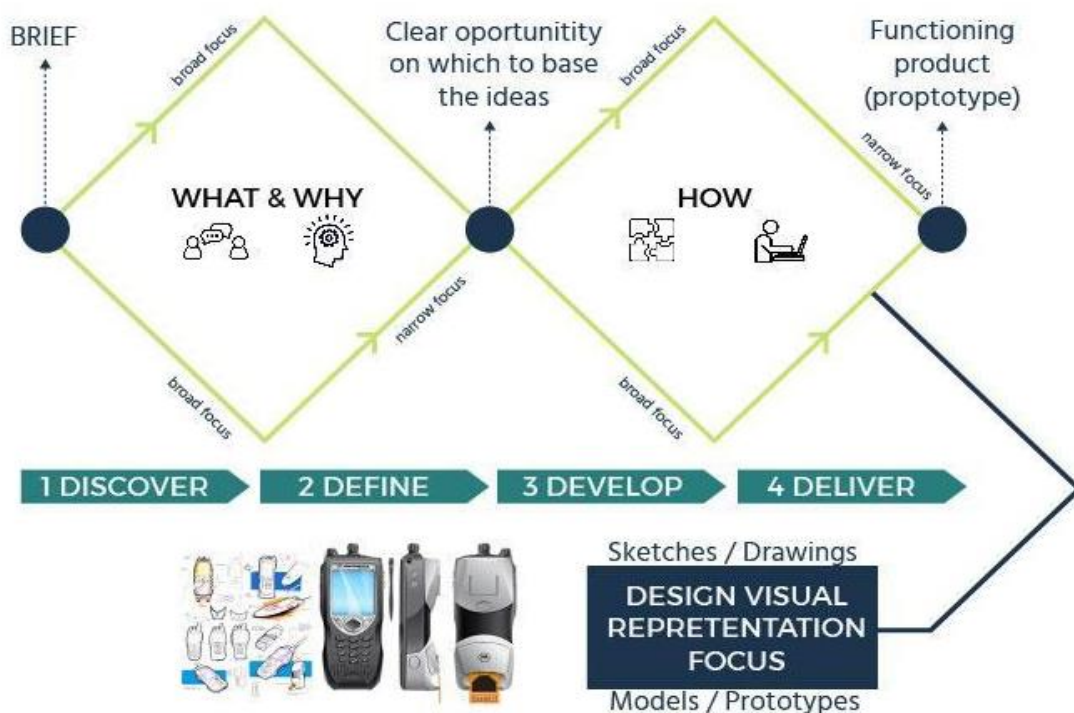 BRIEF
broad focus
Clear oportunitity
on which to base
the ideas
broad focus
Functioning
product
(proptotype)
narrow focus
WHAT & WHY
HOW
broad focus
narrow focus
broad focus
1 DISCOVER
2 DEFINE
3 DEVELOP
4 DELIVER
Sketches / Drawings
DESIGN VISUAL
REPRETENTATION
FOCUS
Models / Prototypes